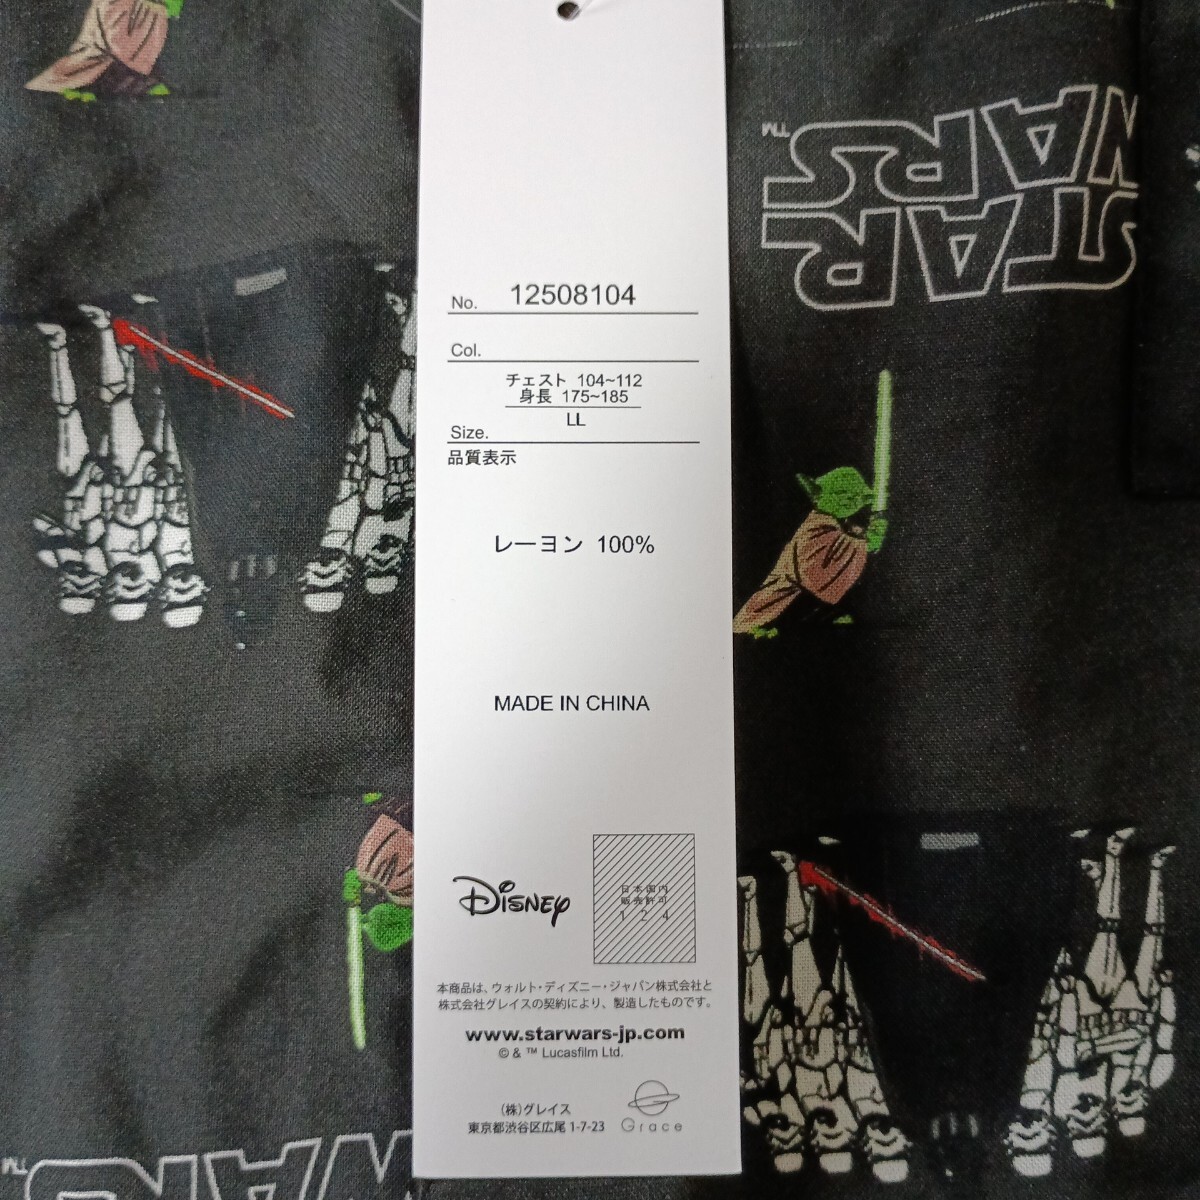 No. 12508104
Col.
チェスト 104~112
身長 175~185
LL
Size.
品質表示
レーヨン 100%
MADE IN CHINA
Disney
日本国内
販売許可
124
本商品は、ウォルト・ディズニー・ジャパン株式会社と
株式会社グレイスの契約により、製造したものです。
www.starwars-jp.com
© & ™ Lucasfilm Ltd.
(株)グレイス
東京都渋谷区広尾 1-7-23
Grace
STAR
WARS
TM
WARS
TM